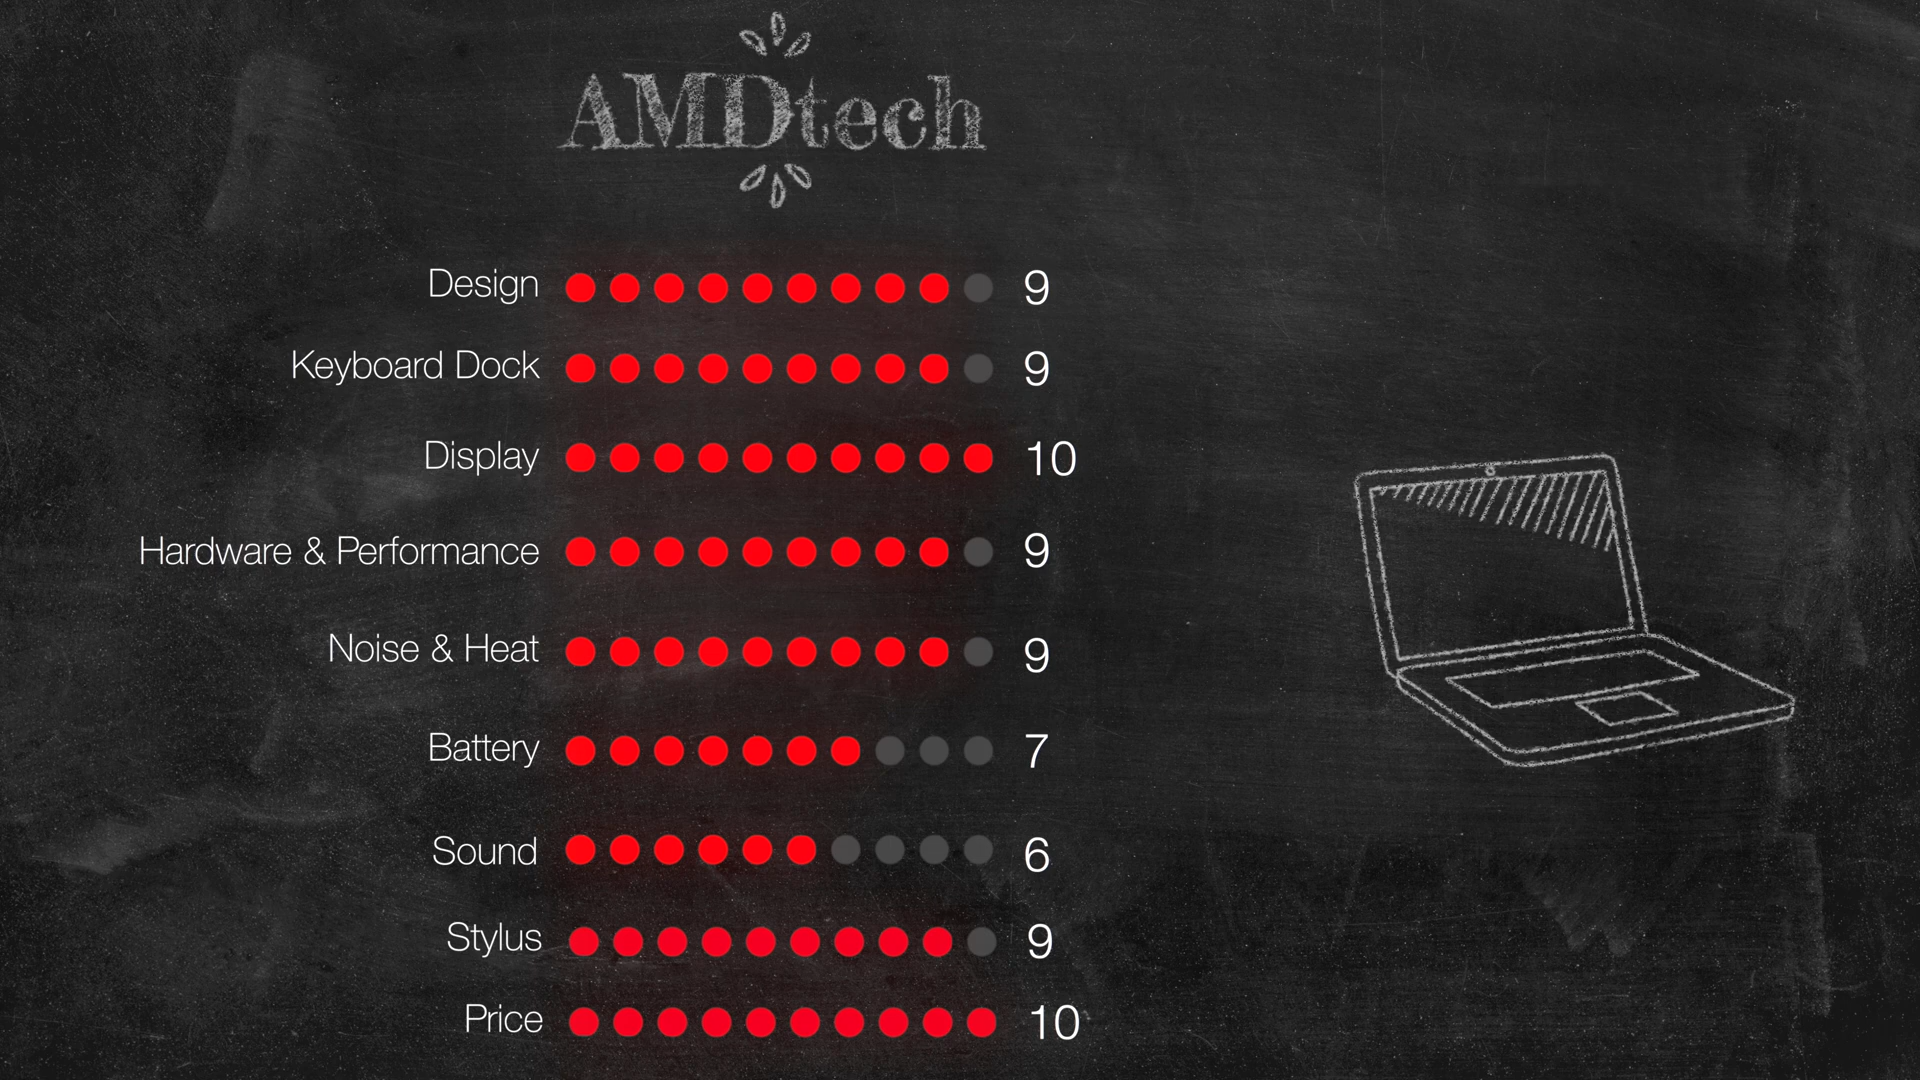 AMDtech
Design 9
Keyboard Dock 9
Display 10
Hardware & Performance 9
Noise & Heat 9
Battery 7
Sound 6
Stylus 9
Price 10